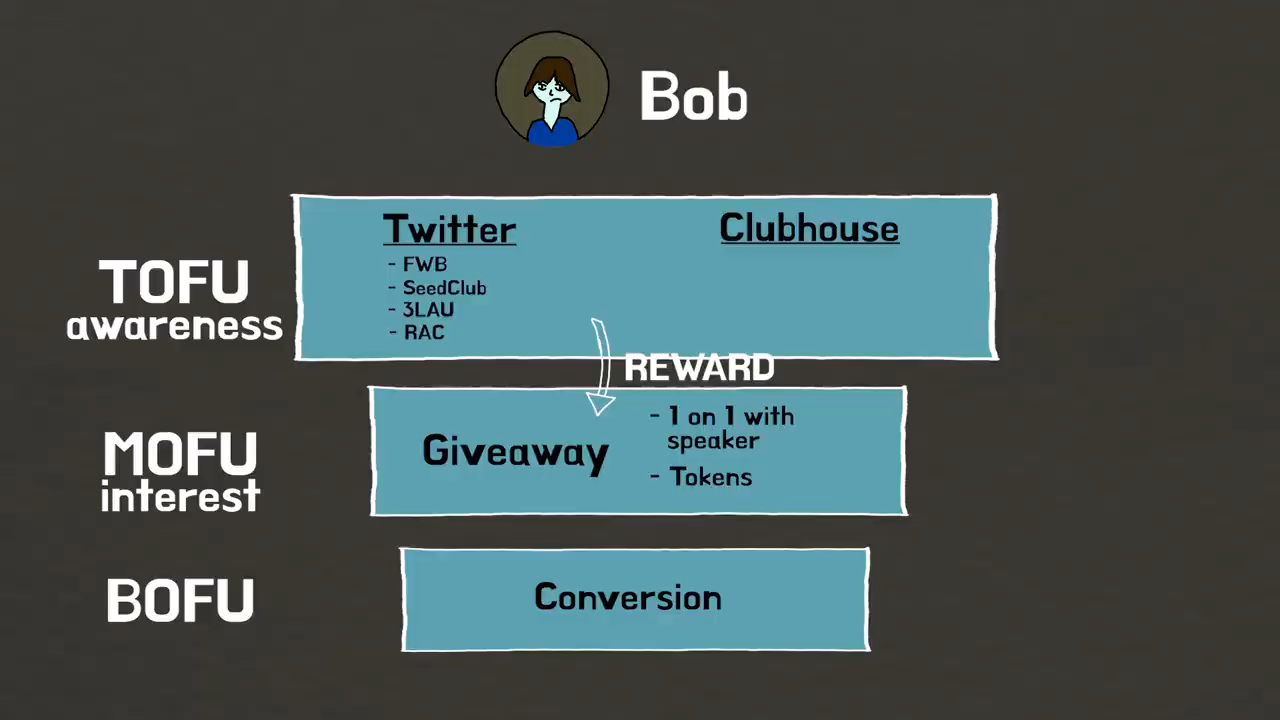 Bob
TOFU
awareness
Twitter
- FWB
- SeedClub
- 3LAU
- RAC
Clubhouse
REWARD
MOFU
interest
Giveaway
- 1 on 1 with
speaker
- Tokens
BOFU
Conversion